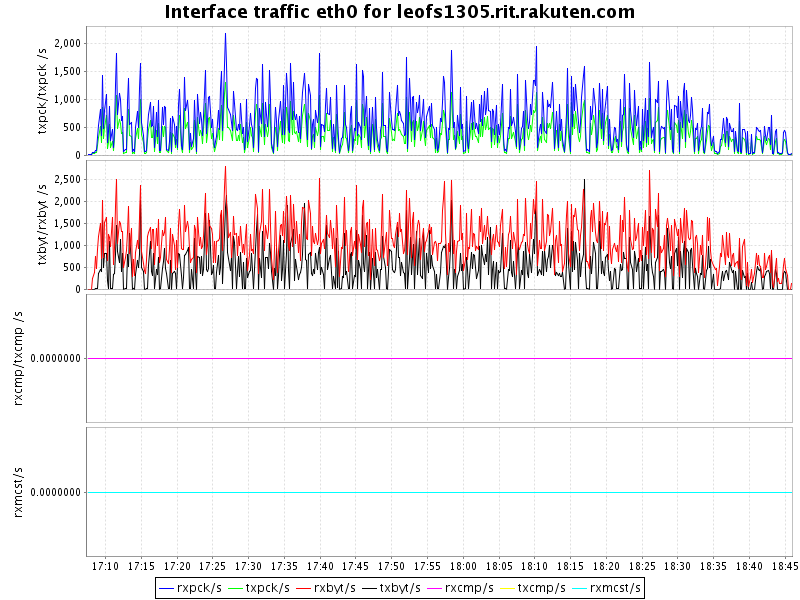 Interface traffic eth0 for leofs1305.rit.rakuten.com
txpck/txpck /s
2,000
1,500
1,000
500
0
txbyt/rxbyt /s
2,500
2,000
1,500
1,000
500
0
rxcmp/txcmp /s
0.0000000
rxmcst/s
0.0000000
17:10 17:15 17:20 17:25 17:30 17:35 17:40 17:45 17:50 17:55 18:00 18:05 18:10 18:15 18:20 18:25 18:30 18:35 18:40 18:45
rxpck/s txpck/s rxbyt/s txbyt/s rxcmp/s txcmp/s rxmcst/s